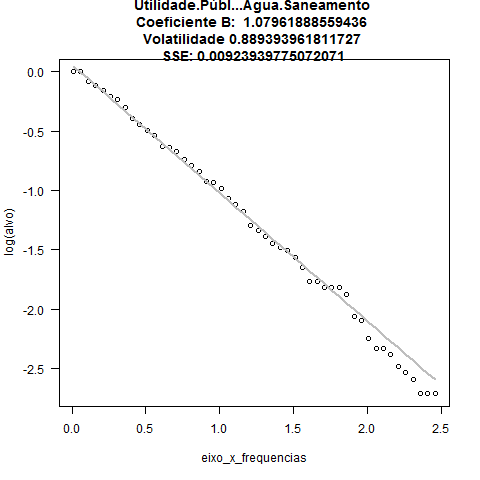 Utilidade.Públ...Água.Saneamento
Coeficiente B: 1.07961888559436
Volatilidade 0.889393961811727
SSE: 0.00923939775072071
0.0
-0.5
-1.0
-1.5
-2.0
-2.5
log(alvo)
0.0 0.5 1.0 1.5 2.0 2.5
eixo_x_frequencias